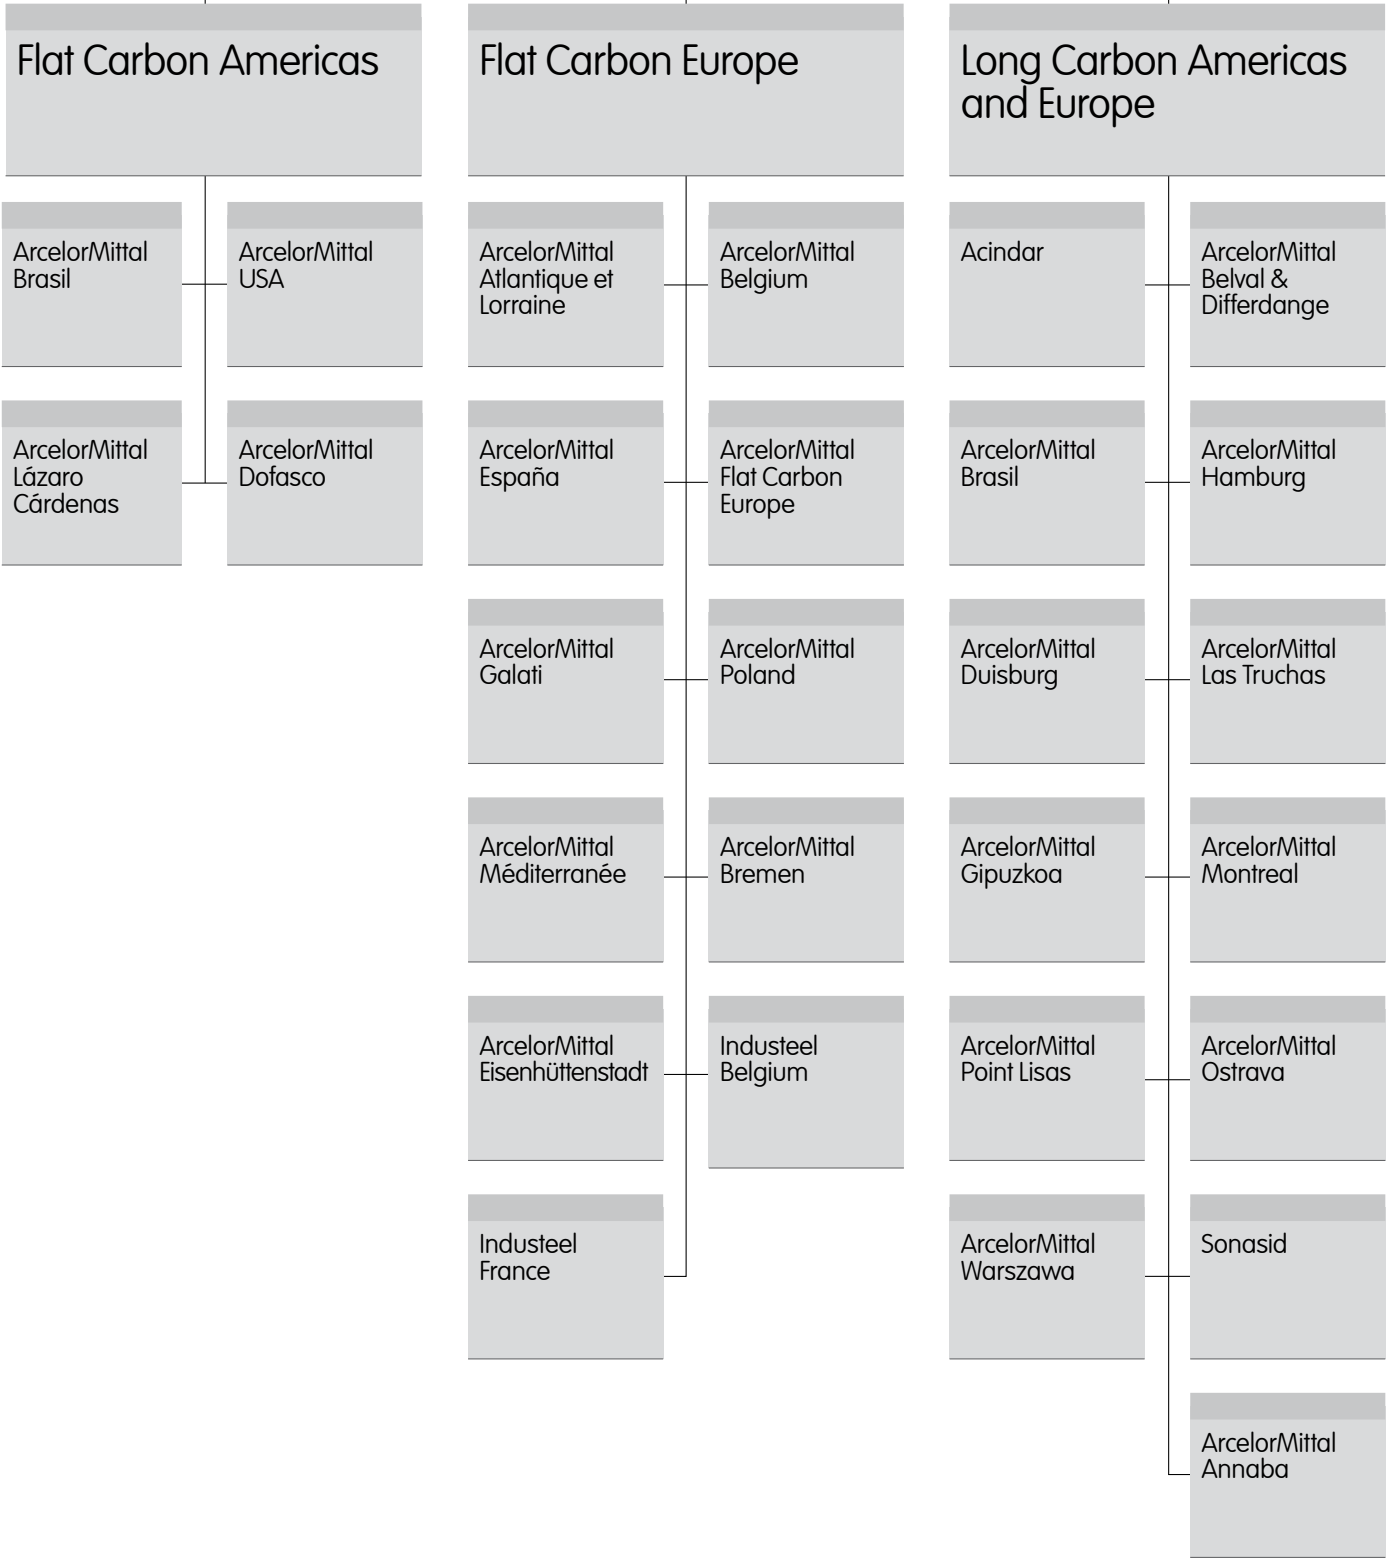 Flat Carbon Americas
ArcelorMittal
Brasil
ArcelorMittal
USA
ArcelorMittal
Lázaro
Cárdenas
ArcelorMittal
Dofasco
Flat Carbon Europe
ArcelorMittal
Atlantique et
Lorraine
ArcelorMittal
Belgium
ArcelorMittal
España
ArcelorMittal
Flat Carbon
Europe
ArcelorMittal
Galati
ArcelorMittal
Poland
ArcelorMittal
Méditerranée
ArcelorMittal
Bremen
ArcelorMittal
Eisenhüttenstadt
Industeel
Belgium
Industeel
France
Long Carbon Americas
and Europe
Acindar
ArcelorMittal
Belval &
Differdange
ArcelorMittal
Brasil
ArcelorMittal
Hamburg
ArcelorMittal
Duisburg
ArcelorMittal
Las Truchas
ArcelorMittal
Gipuzkoa
ArcelorMittal
Montreal
ArcelorMittal
Point Lisas
ArcelorMittal
Ostrava
ArcelorMittal
Warszawa
Sonasid
ArcelorMittal
Annaba